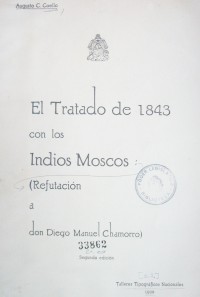 Augusto C. Coello
El Tratado de 1843
con los
Indios Moscos
(Refutación
a
don Diego Manuel Chamorro)
33862
Segunda edición
Talleres Tipográficos Nacionales